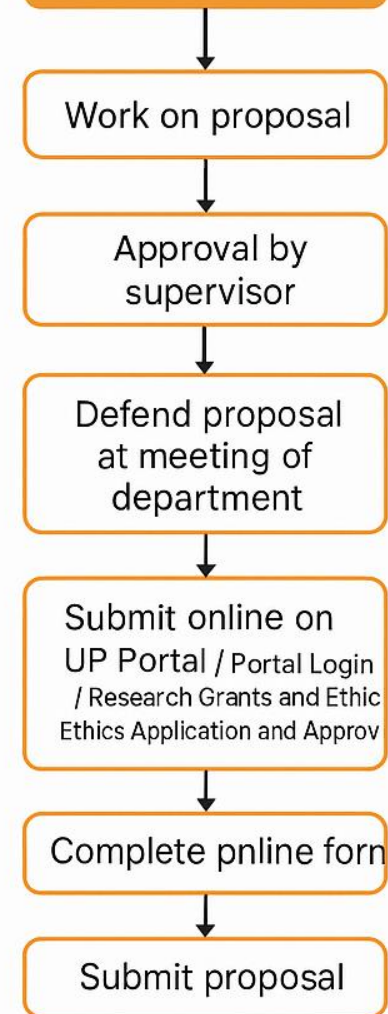 Work on proposal
Approval by
supervisor
Defend proposal
at meeting of
department
Submit online on
UP Portal / Portal Login
/ Research Grants and Ethic
Ethics Application and Approv
Complete pnline forn
Submit proposal